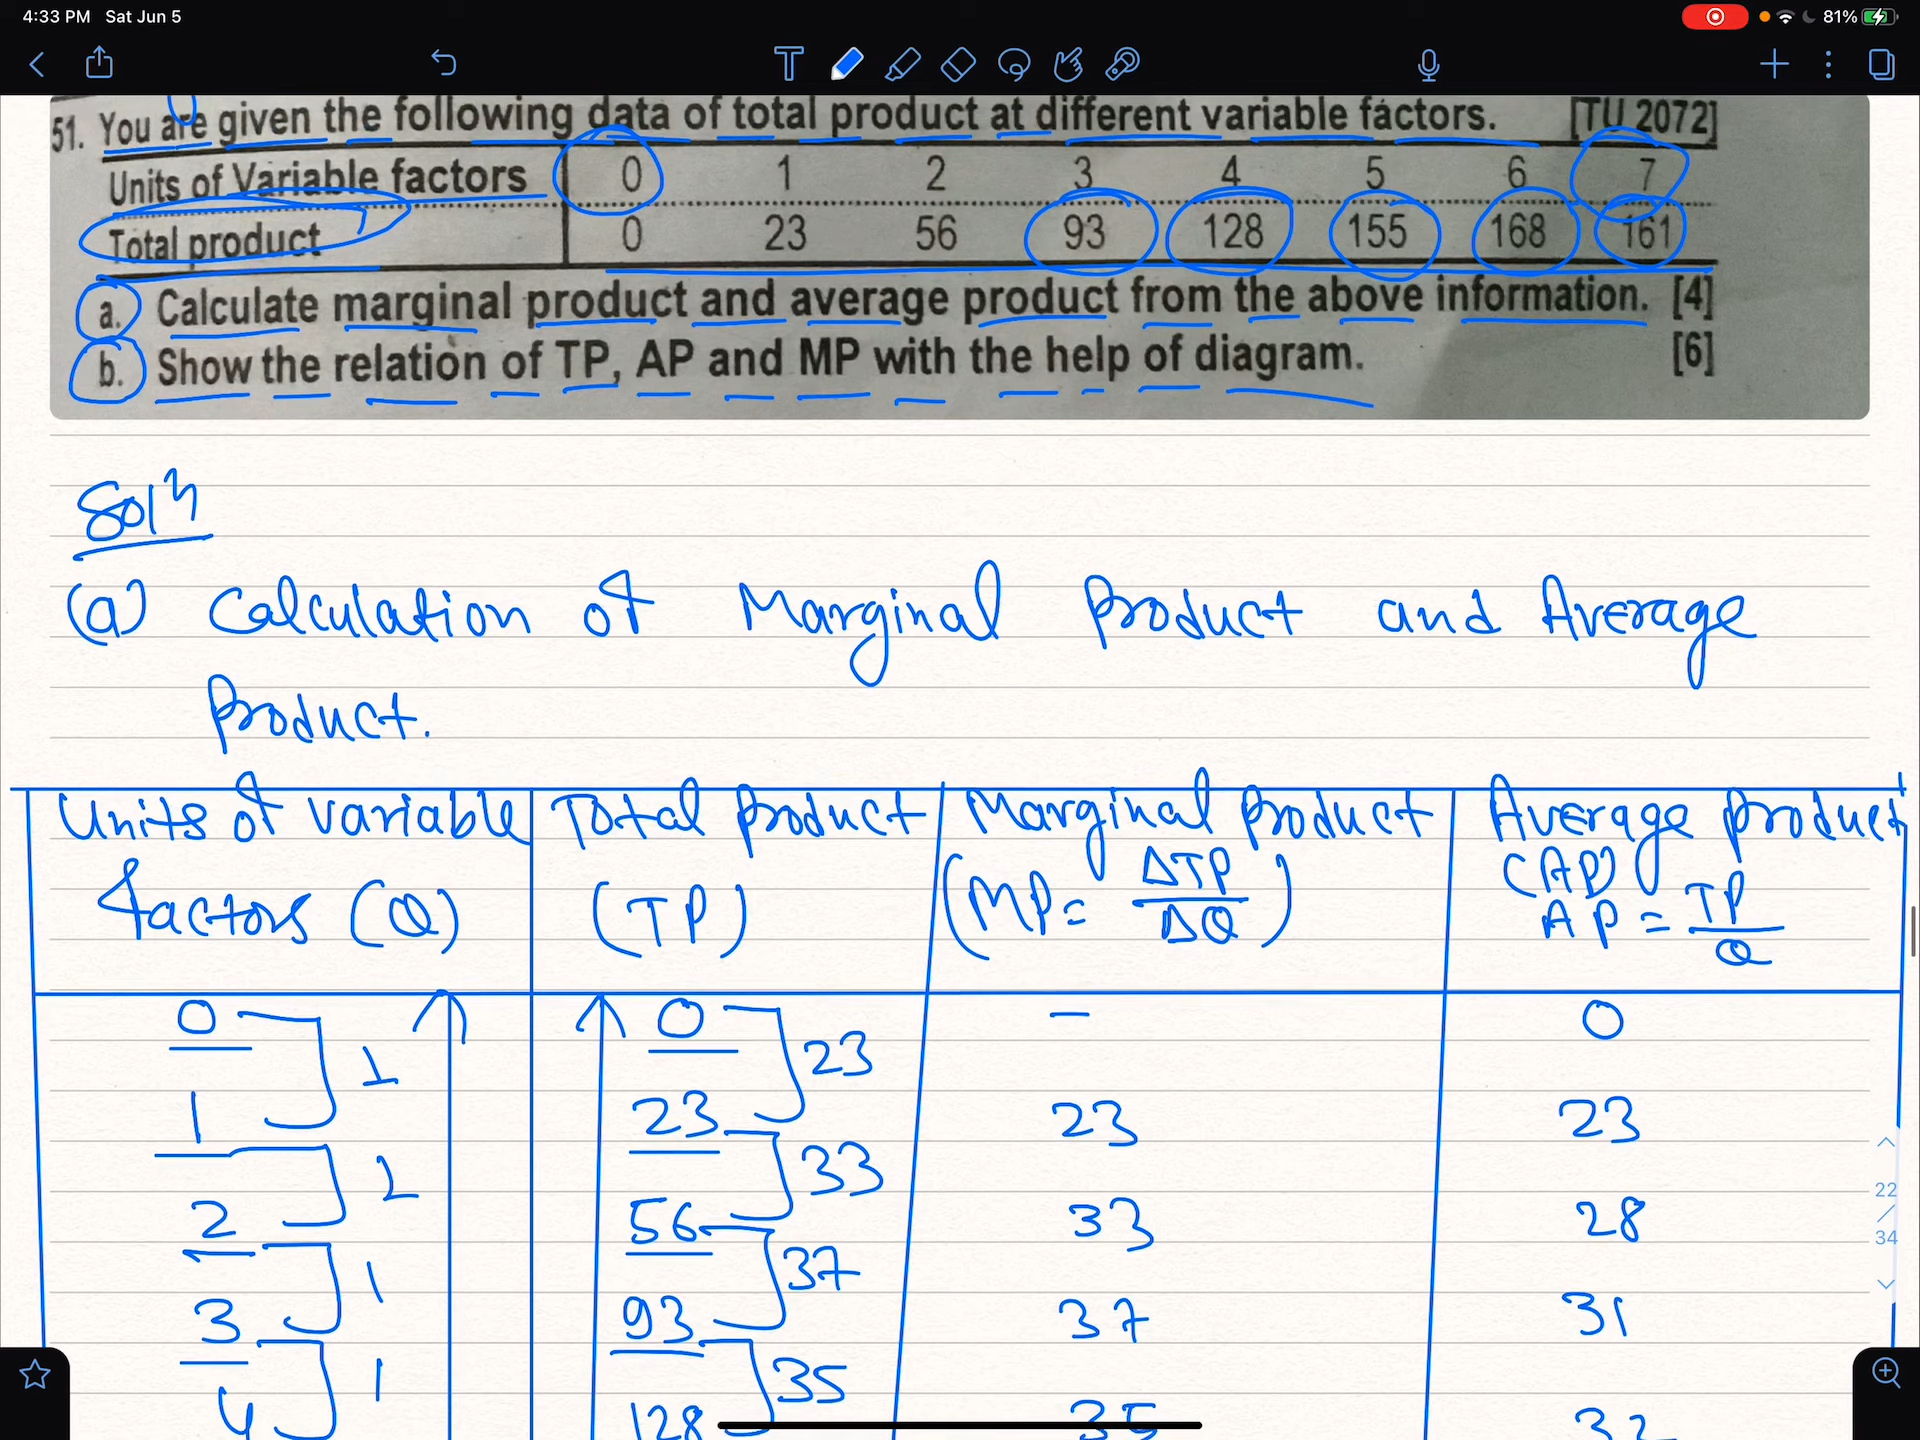 4:33 PM Sat Jun 5
81%
51. You are given the following data of total product at different variable factors. [TU 2072]
Units of Variable factors 0 1 2 3 4 5 6 7
Total product 0 23 56 93 128 155 168 161
a. Calculate marginal product and average product from the above information. [4]
b. Show the relation of TP, AP and MP with the help of diagram. [6]
Soln
(a) Calculation of Marginal Product and Average
Product.
Units of variable Total product Marginal product Average product
factors (Q) (TP) (MP = ΔTP/ΔQ) (AP) AP = TP/Q
0 0 – 0
1 23
1 23 23 23
1 33
2 56 33 28
1 37
3 93 37 31
1 35
4 128 35 32
22
/
34